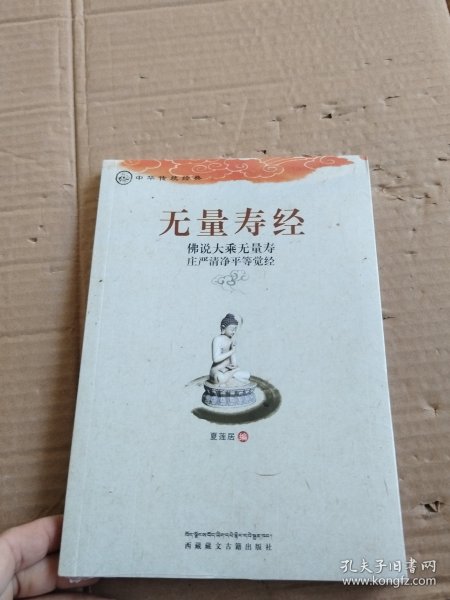 中华传统经典
无量寿经
佛说大乘无量寿
庄严清净平等觉经
夏莲居 编
西藏藏文古籍出版社
孔夫子旧书网
www.kongfz.com